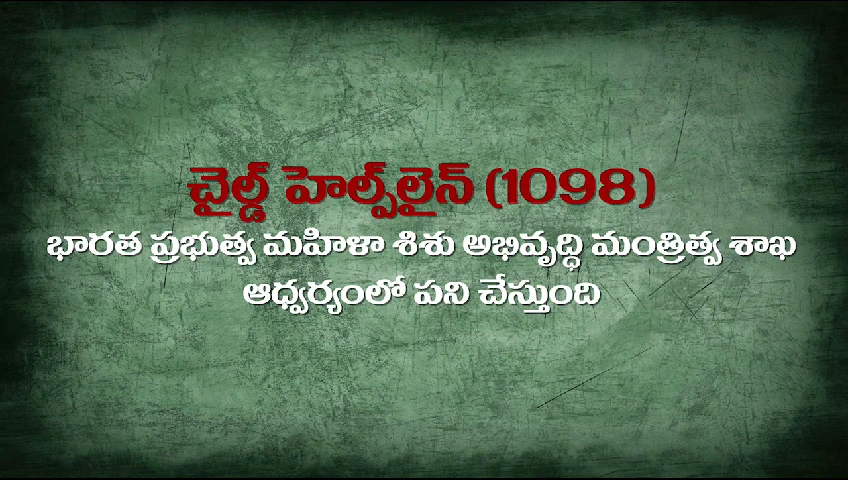 చైల్డ్ హెల్ప్‌లైన్ (1098)
భారత ప్రభుత్వ మహిళా శిశు అభివృద్ధి మంత్రిత్వ శాఖ
ఆధ్వర్యంలో పని చేస్తుంది